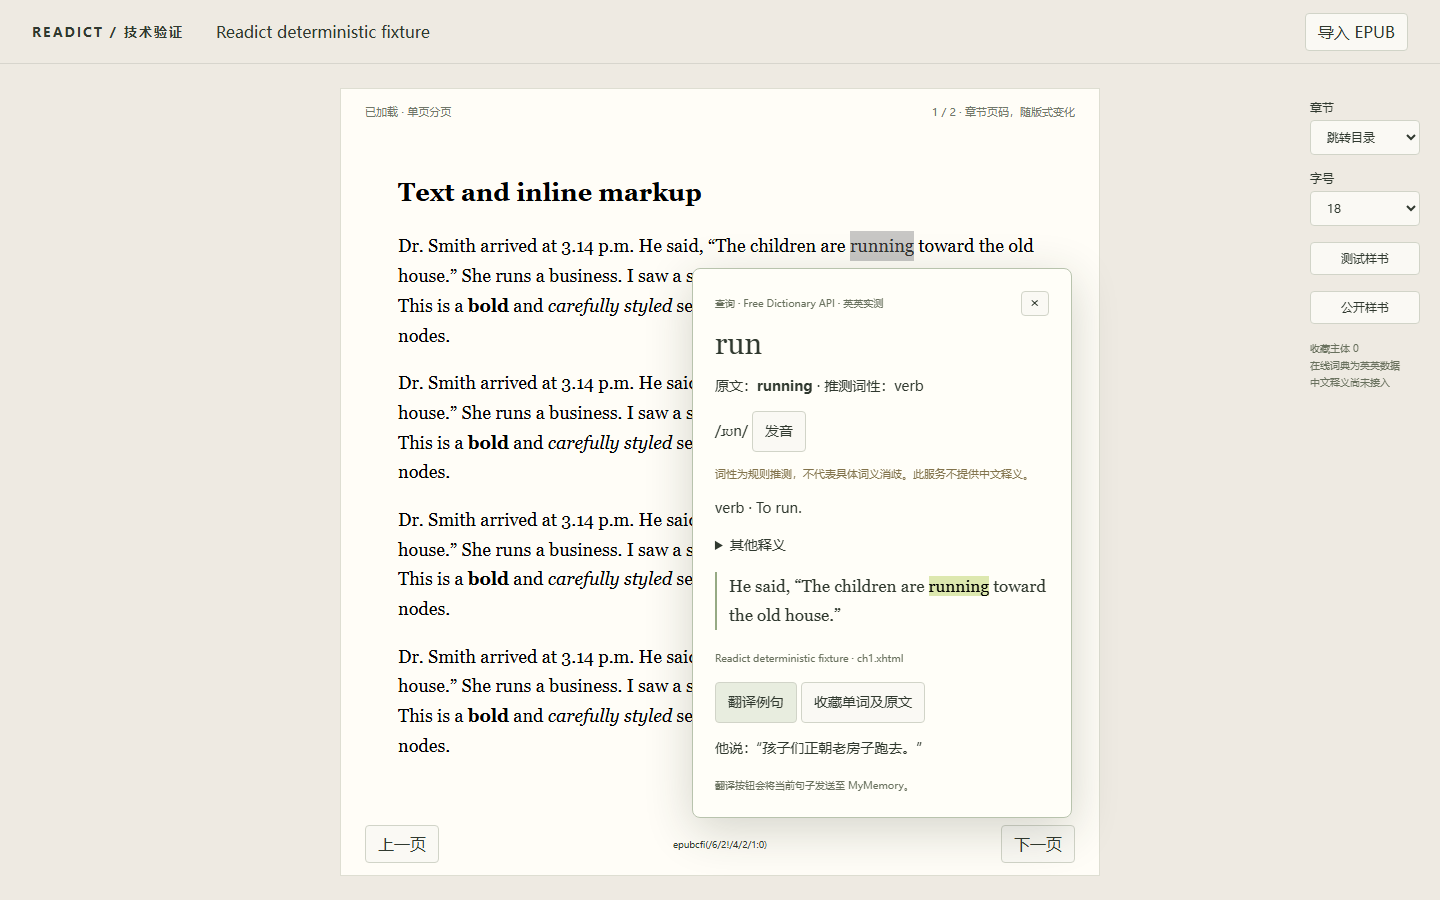 READICT / 技术验证
Readict deterministic fixture
导入 EPUB
已加载 · 单页分页
1 / 2 · 章节页码，随版式变化
章节
跳转目录
字号
18
测试样书
公开样书
收藏主体 0
在线词典为英英数据
中文释义尚未接入
Text and inline markup
Dr. Smith arrived at 3.14 p.m. He said, “The children are running toward the old
house.” She runs a business. I saw a s
This is a bold and carefully styled se
nodes.
Dr. Smith arrived at 3.14 p.m. He said
house.” She runs a business. I saw a s
This is a bold and carefully styled se
nodes.
Dr. Smith arrived at 3.14 p.m. He said
house.” She runs a business. I saw a s
This is a bold and carefully styled se
nodes.
Dr. Smith arrived at 3.14 p.m. He said
house.” She runs a business. I saw a s
This is a bold and carefully styled se
nodes.
查询 · Free Dictionary API · 英英实测
×
run
原文：running · 推测词性：verb
/ɹʊn/ 发音
词性为规则推测，不代表具体词义消歧。此服务不提供中文释义。
verb · To run.
▶ 其他释义
He said, “The children are running toward
the old house.”
Readict deterministic fixture · ch1.xhtml
翻译例句 收藏单词及原文
他说：“孩子们正朝老房子跑去。”
翻译按钮会将当前句子发送至 MyMemory。
上一页
epubcfi(/6/2!/4/2/1:0)
下一页